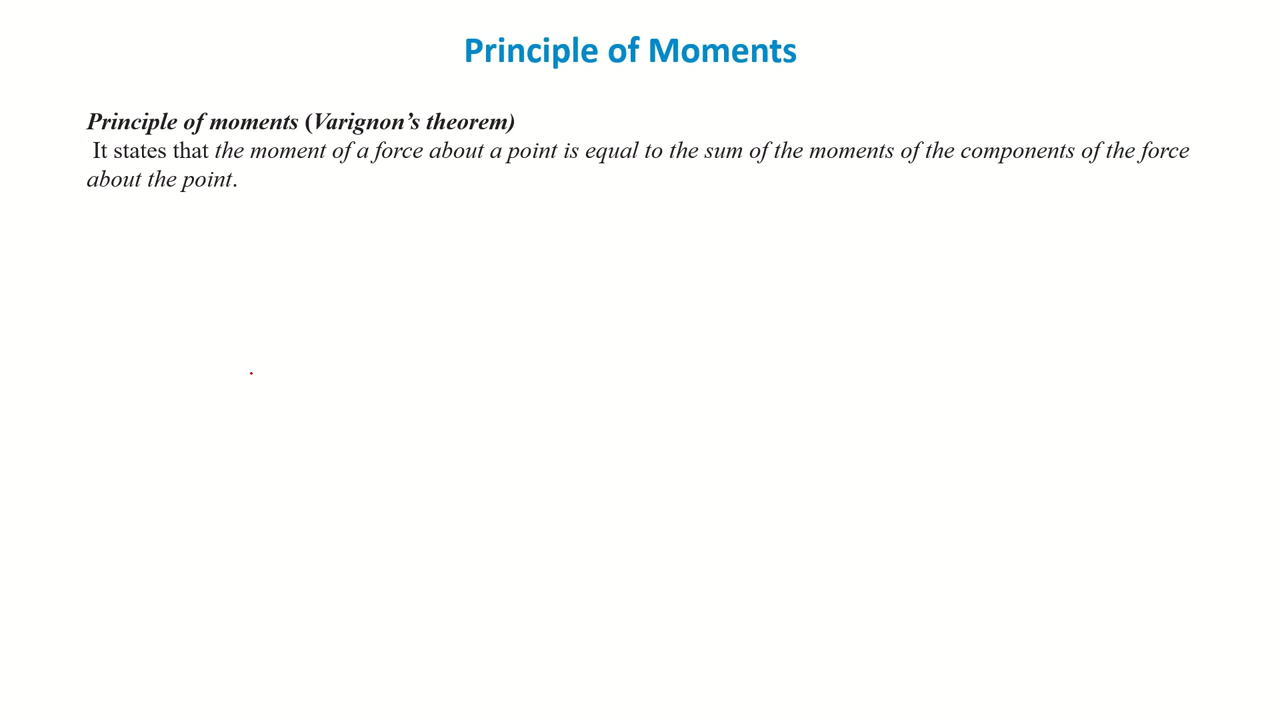 Principle of Moments
Principle of moments (Varignon’s theorem)
It states that the moment of a force about a point is equal to the sum of the moments of the components of the force
about the point.